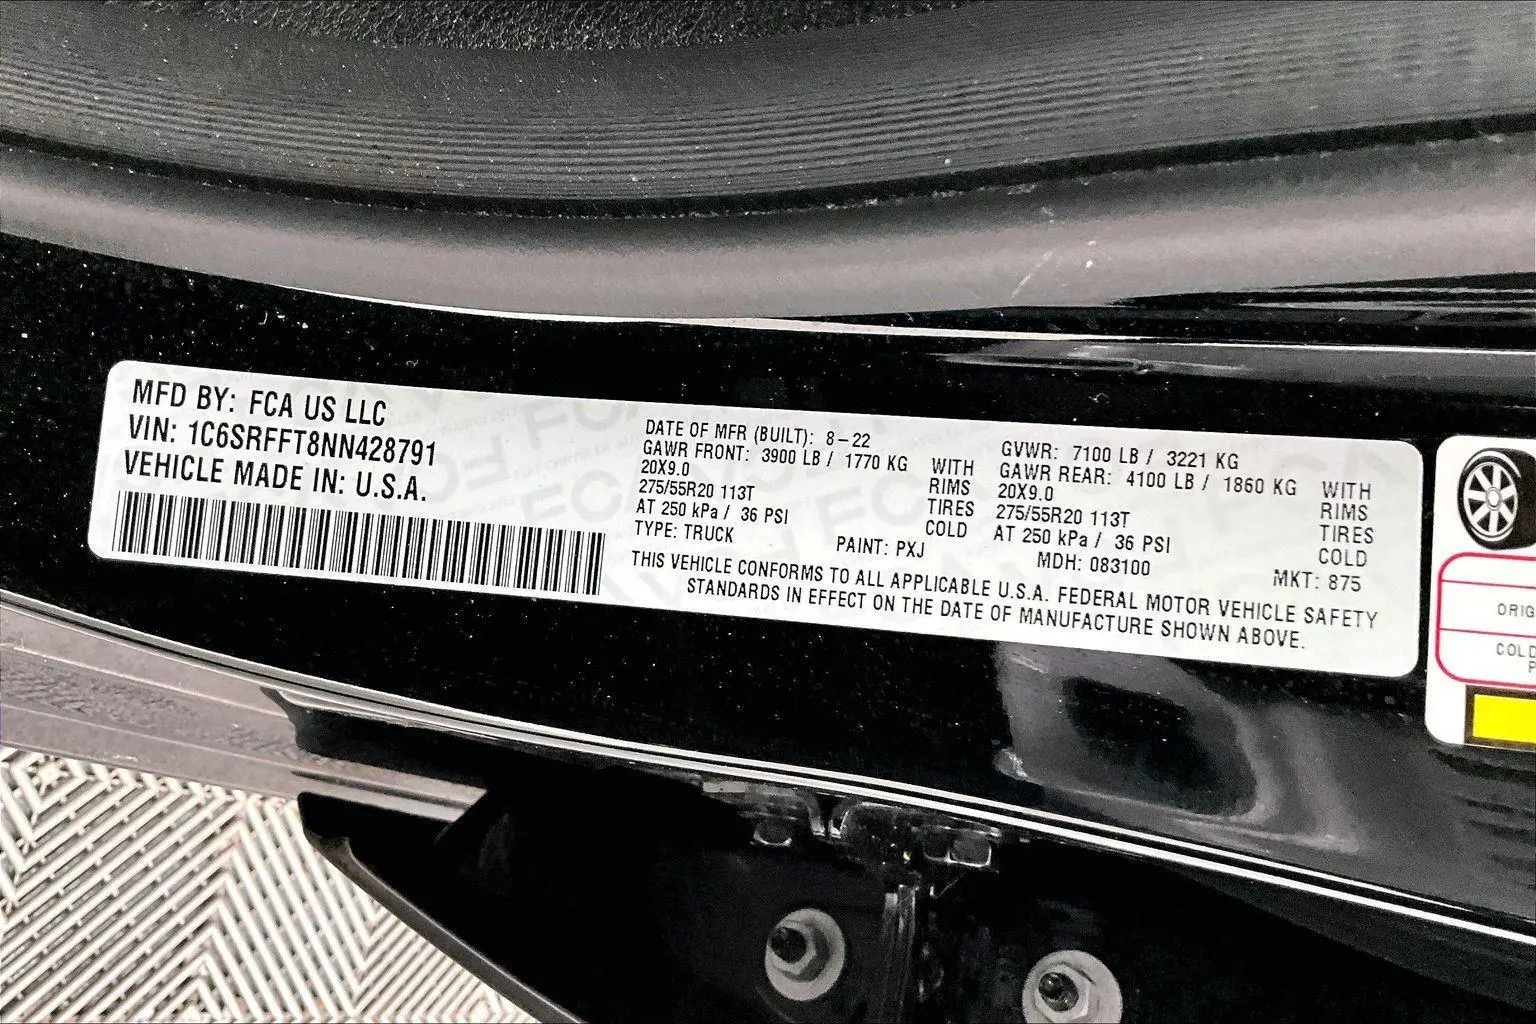 MFD BY: FCA US LLC
VIN: 1C6SRFFT8NN428791
VEHICLE MADE IN: U.S.A.
DATE OF MFR (BUILT): 8-22
GAWR FRONT: 3900 LB / 1770 KG WITH
20X9.0 RIMS
275/55R20 113T TIRES
AT 250 kPa / 36 PSI COLD
TYPE: TRUCK PAINT: PXJ
GVWR: 7100 LB / 3221 KG
GAWR REAR: 4100 LB / 1860 KG WITH
20X9.0 RIMS
275/55R20 113T TIRES
AT 250 kPa / 36 PSI COLD
MDH: 083100 MKT: 875
THIS VEHICLE CONFORMS TO ALL APPLICABLE U.S.A. FEDERAL MOTOR VEHICLE SAFETY
STANDARDS IN EFFECT ON THE DATE OF MANUFACTURE SHOWN ABOVE.
COLD